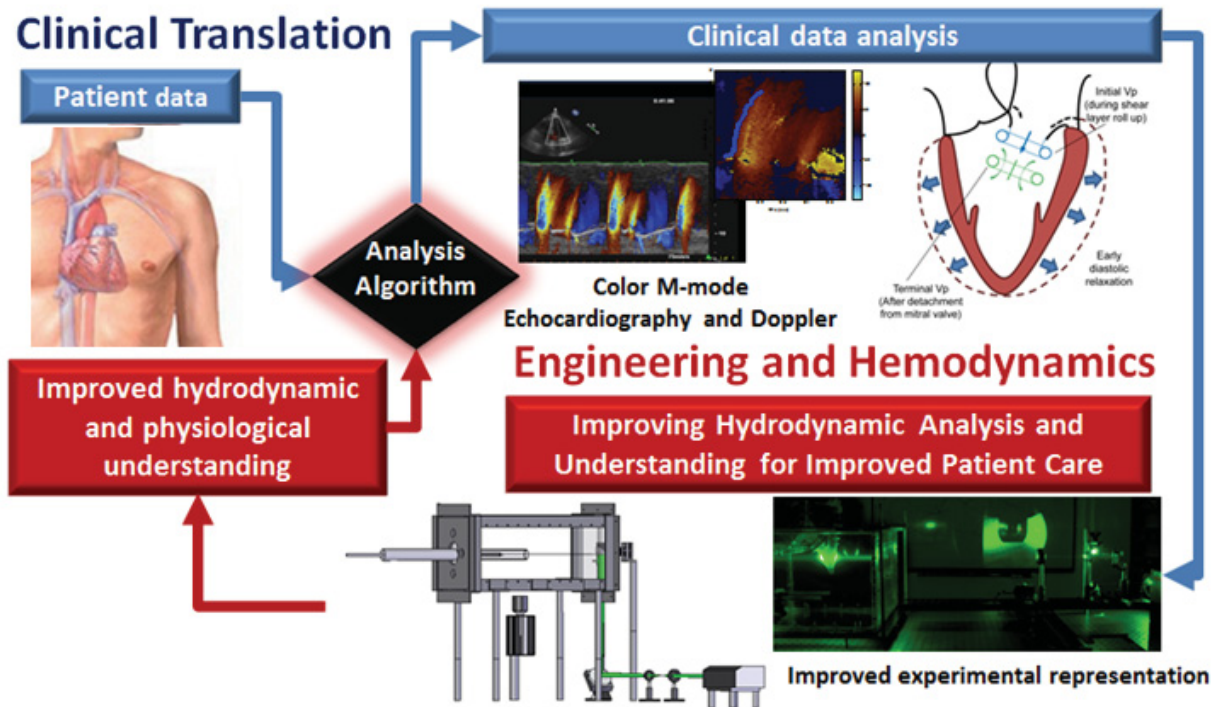 Clinical Translation
Clinical data analysis
Patient data
Initial Vp
(during shear
layer roll up)
Analysis
Algorithm
Early
diastolic
relaxation
Terminal Vp
(After detachment
from mitral valve)
Color M-mode
Echocardiography and Doppler
Engineering and Hemodynamics
Improved hydrodynamic
and physiological
understanding
Improving Hydrodynamic Analysis and
Understanding for Improved Patient Care
Improved experimental representation